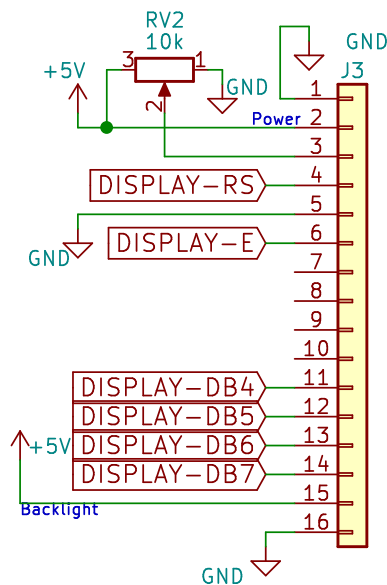 RV2
10k
3
1
2
+5V
GND
GND
J3
Power
1
2
3
DISPLAY-RS
4
5
GND
DISPLAY-E
6
7
8
9
10
DISPLAY-DB4
11
DISPLAY-DB5
12
DISPLAY-DB6
13
DISPLAY-DB7
14
+5V
Backlight
15
16
GND